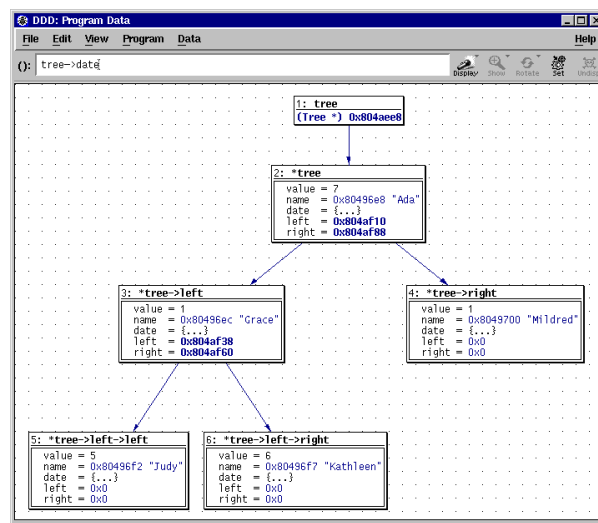 DDD: Program Data
File Edit View Program Data Help
(): tree->date
Display Show Rotate Set Undisp
1: tree
(Tree *) 0x804aee8
2: *tree
value = 7
name = 0x80496e8 "Ada"
date = {...}
left = 0x804af10
right = 0x804af88
3: *tree->left
value = 1
name = 0x80496ec "Grace"
date = {...}
left = 0x804af38
right = 0x804af60
4: *tree->right
value = 1
name = 0x8049700 "Mildred"
date = {...}
left = 0x0
right = 0x0
5: *tree->left->left
value = 5
name = 0x80496f2 "Judy"
date = {...}
left = 0x0
right = 0x0
6: *tree->left->right
value = 6
name = 0x80496f7 "Kathleen"
date = {...}
left = 0x0
right = 0x0